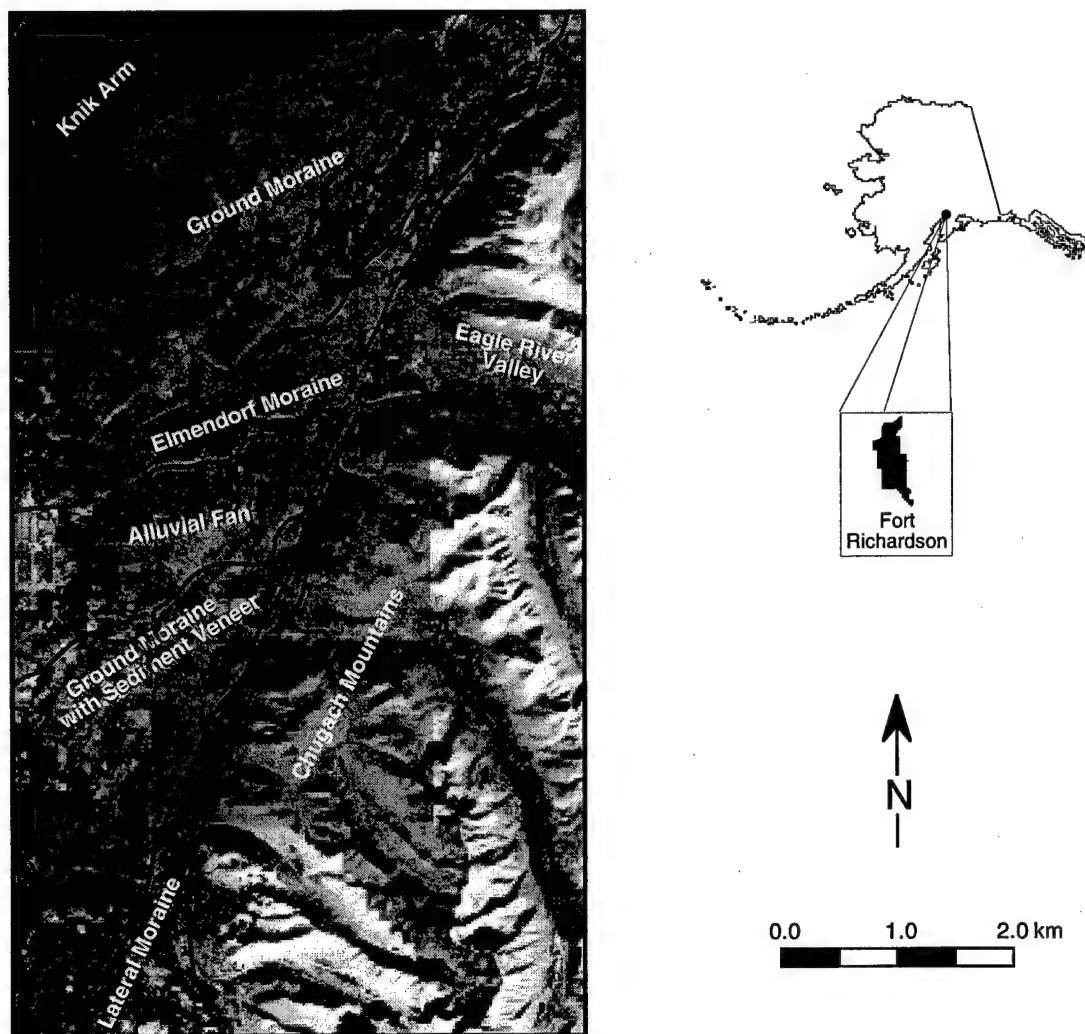 Knik Arm
Ground Moraine
Eagle River
Valley
Elmendorf Moraine
Alluvial Fan
Ground Moraine
with Sediment Veneer
Chugach Mountains
Lateral Moraine
Fort
Richardson
N
0.0 1.0 2.0 km